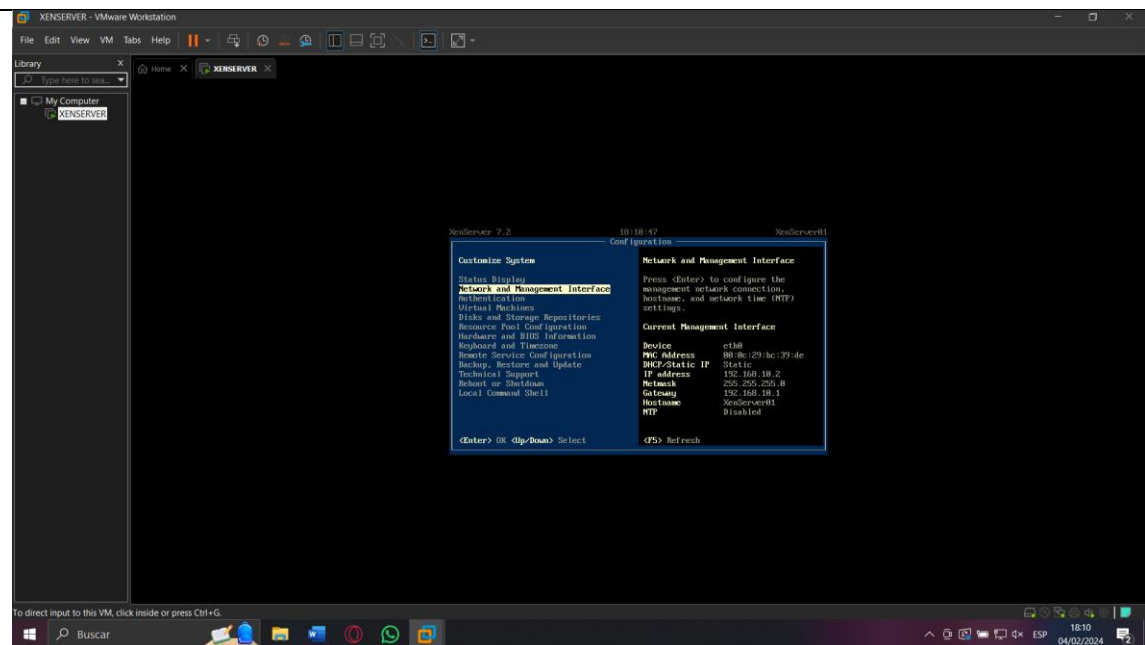 XENSERVER - VMware Workstation
File Edit View VM Tabs Help
Library X
Type here to sea...
Home X XENSERVER X
My Computer
XENSERVER
XenServer 7.2 18:10:47 XenServer01
Configuration
Customize System
Status Display
Network and Management Interface
Authentication
Virtual Machines
Disks and Storage Repositories
Resource Pool Configuration
Hardware and BIOS Information
Keyboard and Timezone
Remote Service Configuration
Backup, Restore and Update
Technical Support
Reboot or Shutdown
Local Command Shell
<Enter> OK <Up/Down> Select
Network and Management Interface
Press <Enter> to configure the
management network connection,
hostname, and network time (NTP)
settings.
Current Management Interface
Device eth0
MAC Address 00:0c:29:bc:39:de
DHCP/Static IP Static
IP address 192.168.10.2
Netmask 255.255.255.0
Gateway 192.168.10.1
Hostname XenServer01
NTP Disabled
<F5> Refresh
To direct input to this VM, click inside or press Ctrl+G.
Buscar
ESP
18:10
04/02/2024
2